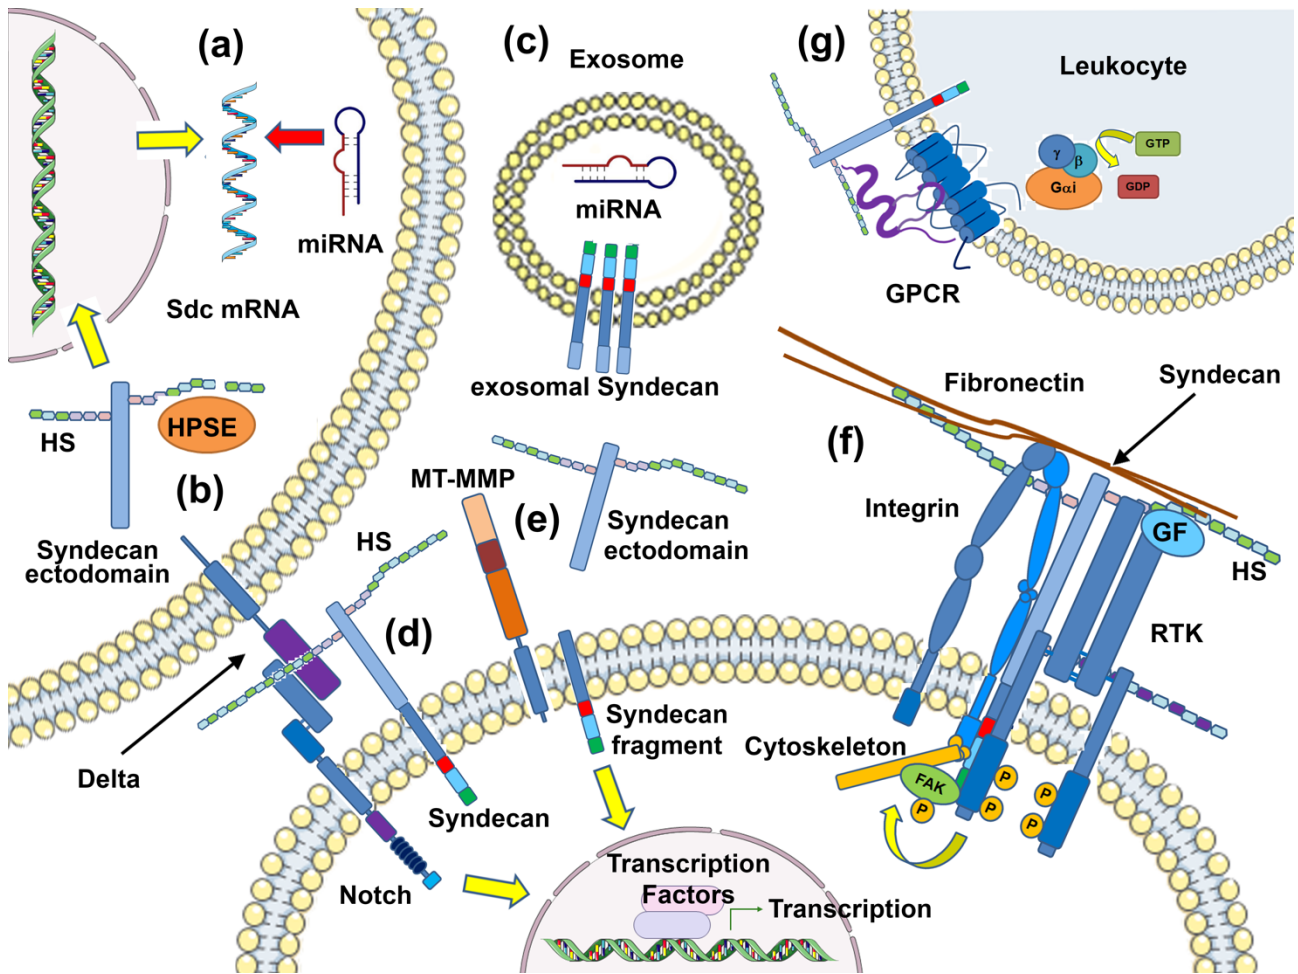 (a)
miRNA
Sdc mRNA
(c)
Exosome
miRNA
exosomal Syndecan
(g)
Leukocyte
γ
β
Gαi
GTP
GDP
GPCR
HS
HPSE
(b)
Syndecan
ectodomain
Delta
HS
(d)
Syndecan
Notch
MT-MMP
(e)
Syndecan
ectodomain
Syndecan
fragment
Fibronectin
Syndecan
(f)
Integrin
GF
HS
RTK
Cytoskeleton
FAK
P
P
P
P
P
Transcription
Factors
Transcription